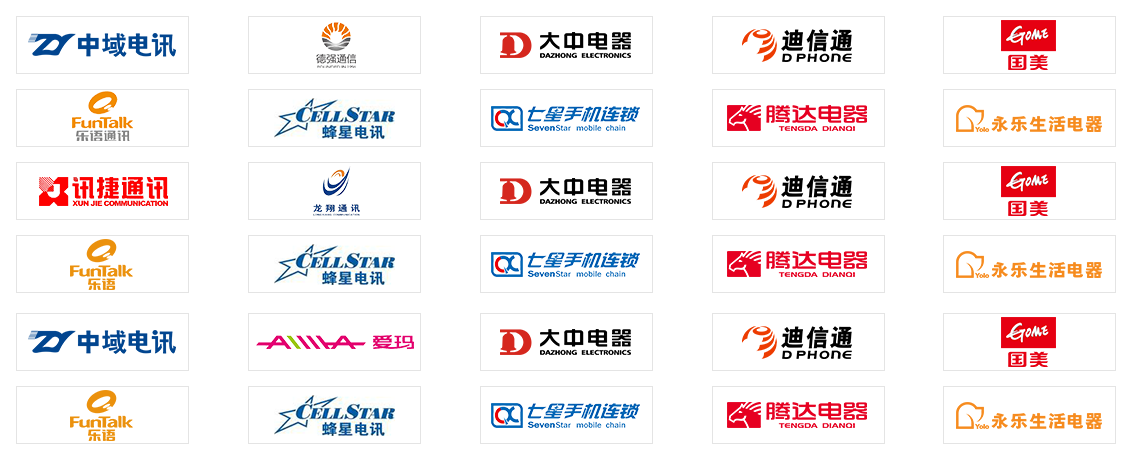 中域电讯
德强通信
大中电器
DAZHONG ELECTRONICS
迪信通
D PHONE
GOME
国美
FunTalk
乐语通讯
CELLSTAR
蜂星电讯
七星手机连锁
SevenStar mobile chain
腾达电器
TENGDA DIANQI
Yolo 永乐生活电器
讯捷通讯
XUN JIE COMMUNICATION
龙翔通讯
大中电器
DAZHONG ELECTRONICS
迪信通
D PHONE
GOME
国美
FunTalk
乐语
CELLSTAR
蜂星电讯
七星手机连锁
SevenStar mobile chain
腾达电器
TENGDA DIANQI
Yolo 永乐生活电器
中域电讯
爱玛
大中电器
DAZHONG ELECTRONICS
迪信通
D PHONE
GOME
国美
FunTalk
乐语
CELLSTAR
蜂星电讯
七星手机连锁
SevenStar mobile chain
腾达电器
TENGDA DIANQI
Yolo 永乐生活电器